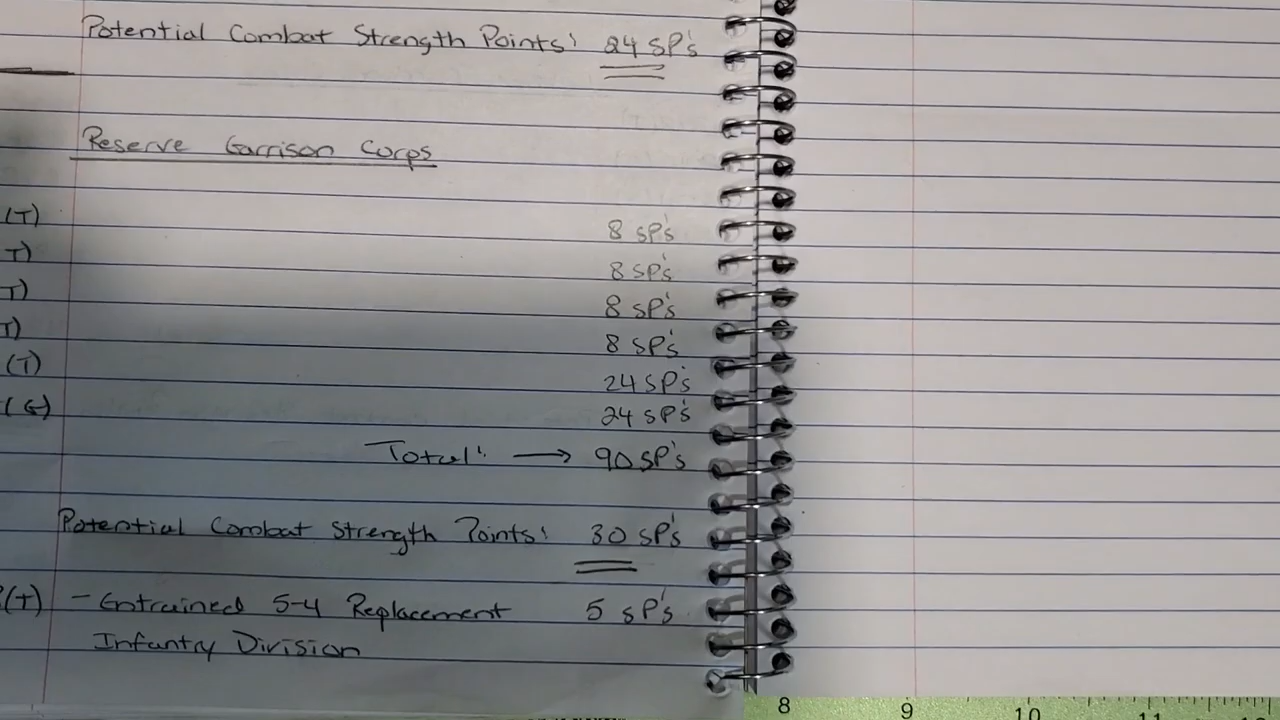 Potential Combat Strength Points: 24 SP's
Reserve Garrison Corps
(T) 8 SP's
T) 8 SP's
T) 8 SP's
T) 8 SP's
(T) 24 SP's
(G) 24 SP's
Total: → 90 SP's
Potential Combat Strength Points: 30 SP's
(T) - Entrained 5-4 Replacement 5 SP's
Infantry Division
8 9 10 11